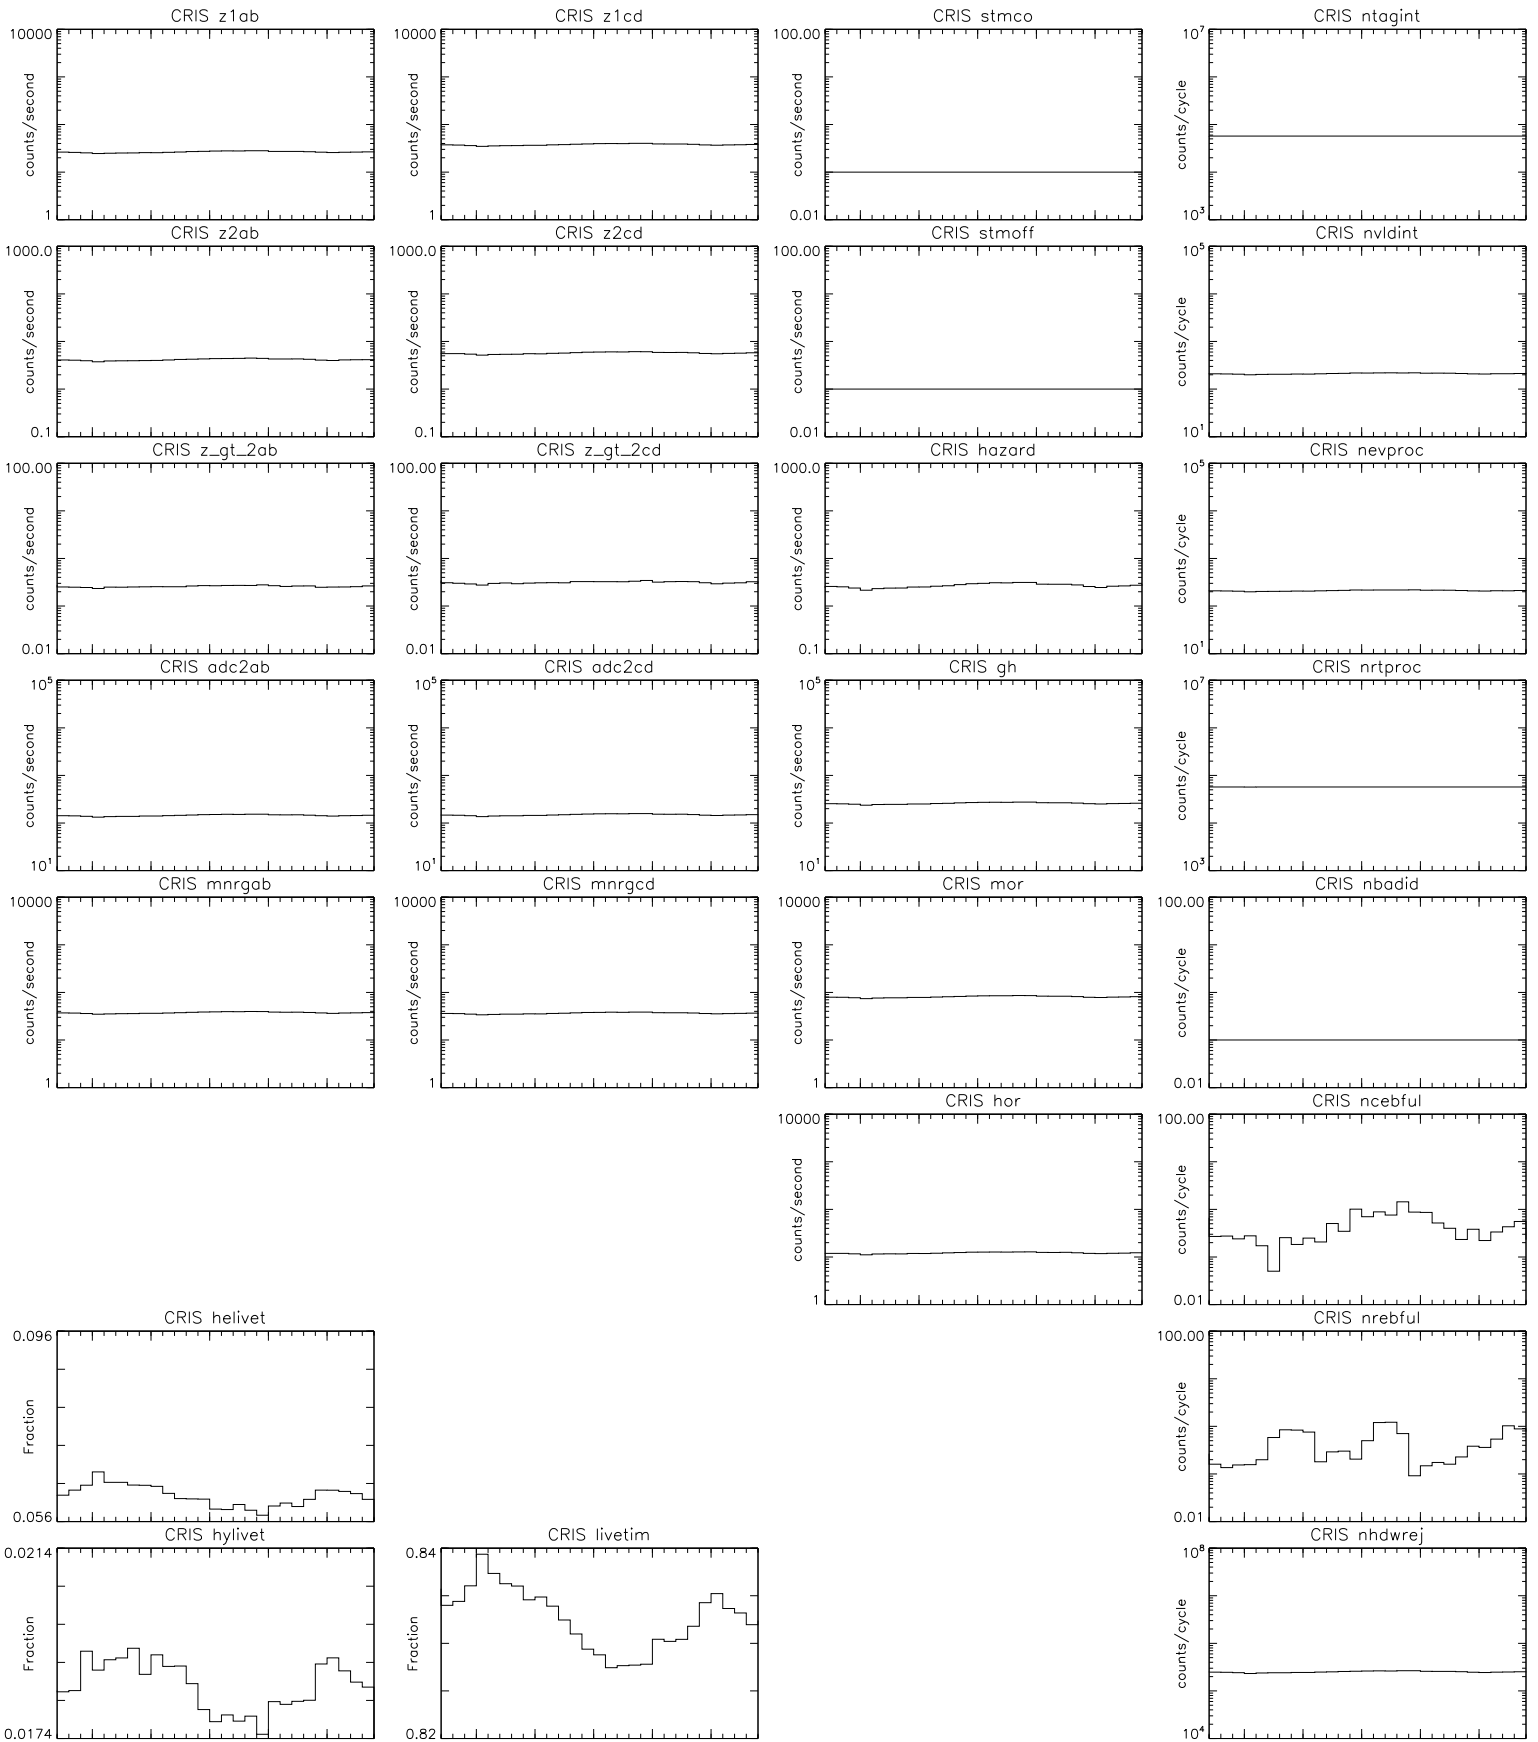 CRIS z1ab
10000
counts/second
1
CRIS z1cd
10000
counts/second
1
CRIS stmco
100.00
counts/second
0.01
CRIS ntagint
10⁷
counts/cycle
10³
CRIS z2ab
1000.0
counts/second
0.1
CRIS z2cd
1000.0
counts/second
0.1
CRIS stmoff
100.00
counts/second
0.01
CRIS nvldint
10⁵
counts/cycle
10¹
CRIS z_gt_2ab
100.00
counts/second
0.01
CRIS z_gt_2cd
100.00
counts/second
0.01
CRIS hazard
1000.0
counts/second
0.1
CRIS nevproc
10⁵
counts/cycle
10¹
CRIS adc2ab
10⁵
counts/second
10¹
CRIS adc2cd
10⁵
counts/second
10¹
CRIS gh
10⁵
counts/second
10¹
CRIS nrtproc
10⁷
counts/cycle
10³
CRIS mnrgab
10000
counts/second
1
CRIS mnrgcd
10000
counts/second
1
CRIS mor
10000
counts/second
1
CRIS nbadid
100.00
counts/cycle
0.01
CRIS hor
10000
counts/second
1
CRIS ncebful
100.00
counts/cycle
0.01
CRIS helivet
0.096
Fraction
0.056
CRIS nrebful
100.00
counts/cycle
0.01
CRIS hylivet
0.0214
Fraction
0.0174
CRIS livetim
0.84
Fraction
0.82
CRIS nhdwrej
10⁸
counts/cycle
10⁴